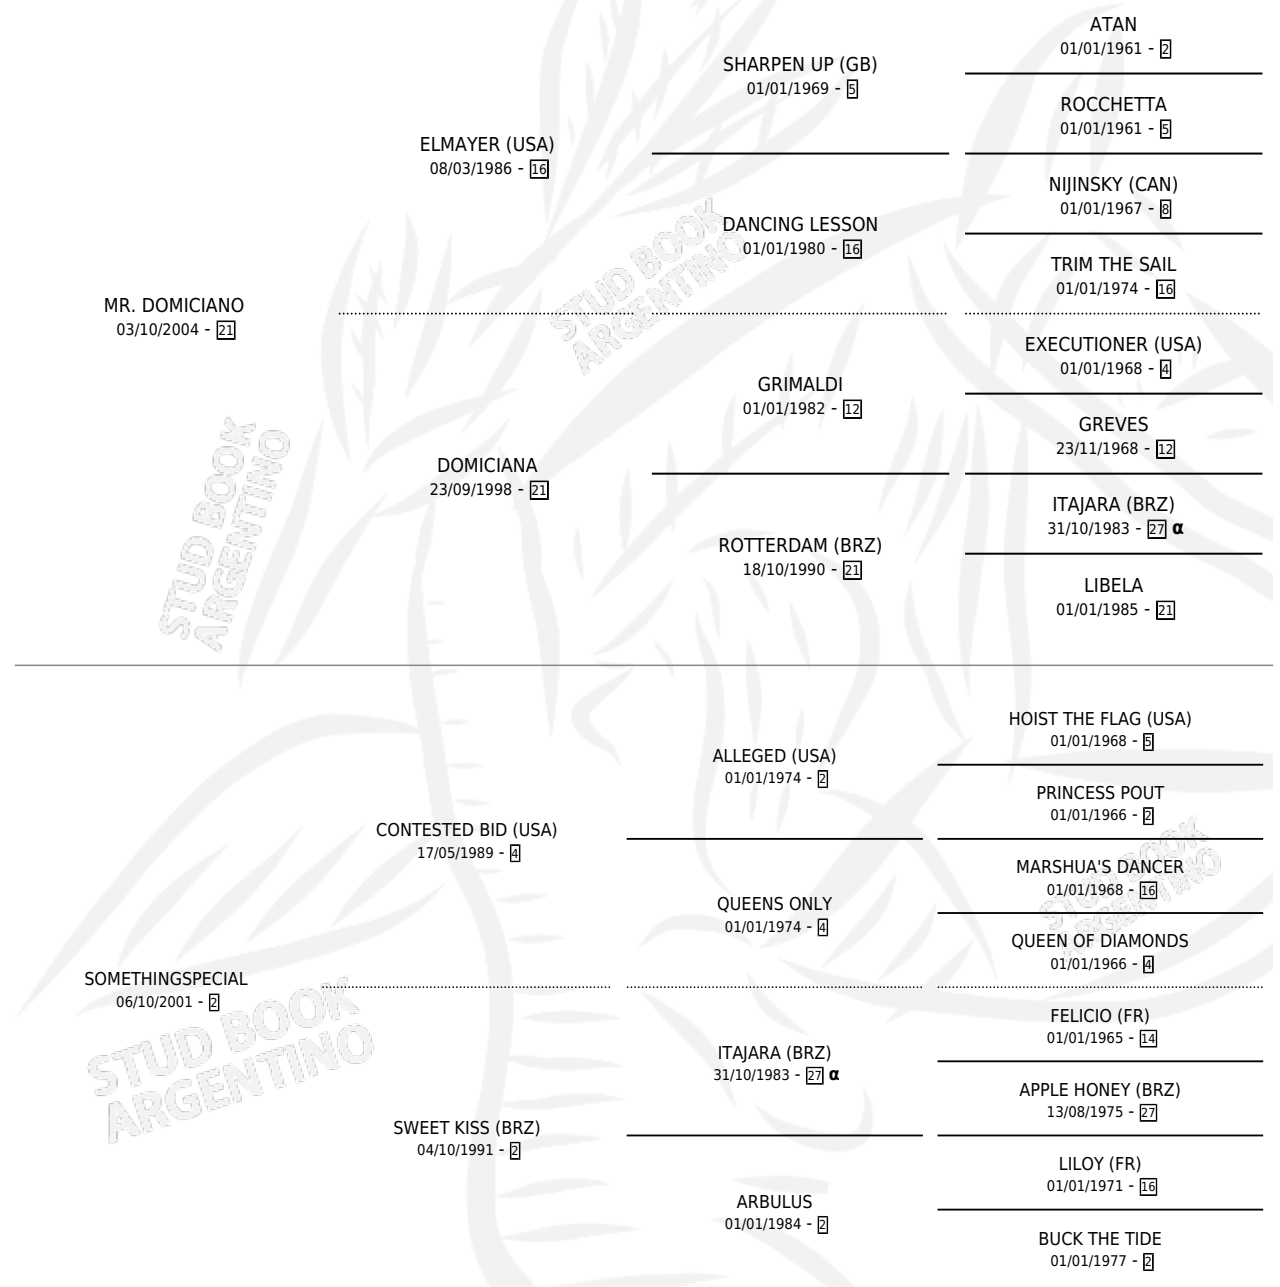 ATAN
01/01/1961 - 2
SHARPEN UP (GB)
01/01/1969 - 5
ROCCHETTA
01/01/1961 - 5
ELMAYER (USA)
08/03/1986 - 16
NIJINSKY (CAN)
01/01/1967 - 8
DANCING LESSON
01/01/1980 - 16
TRIM THE SAIL
01/01/1974 - 16
MR. DOMICIANO
03/10/2004 - 21
EXECUTIONER (USA)
01/01/1968 - 4
GRIMALDI
01/01/1982 - 12
GREVES
23/11/1968 - 12
DOMICIANA
23/09/1998 - 21
ITAJARA (BRZ)
31/10/1983 - 27 α
ROTTERDAM (BRZ)
18/10/1990 - 21
LIBELA
01/01/1985 - 21
HOIST THE FLAG (USA)
01/01/1968 - 5
ALLEGED (USA)
01/01/1974 - 2
PRINCESS POUT
01/01/1966 - 2
CONTESTED BID (USA)
17/05/1989 - 4
MARSHUA'S DANCER
01/01/1968 - 16
QUEENS ONLY
01/01/1974 - 4
QUEEN OF DIAMONDS
01/01/1966 - 4
SOMETHINGSPECIAL
06/10/2001 - 2
FELICIO (FR)
01/01/1965 - 14
ITAJARA (BRZ)
31/10/1983 - 27 α
APPLE HONEY (BRZ)
13/08/1975 - 27
SWEET KISS (BRZ)
04/10/1991 - 2
LILOY (FR)
01/01/1971 - 16
ARBULUS
01/01/1984 - 2
BUCK THE TIDE
01/01/1977 - 2
STUD BOOK
ARGENTINO
STUD BOOK
ARGENTINO
STUD BOOK
ARGENTINO
STUD BOOK
ARGENTINO